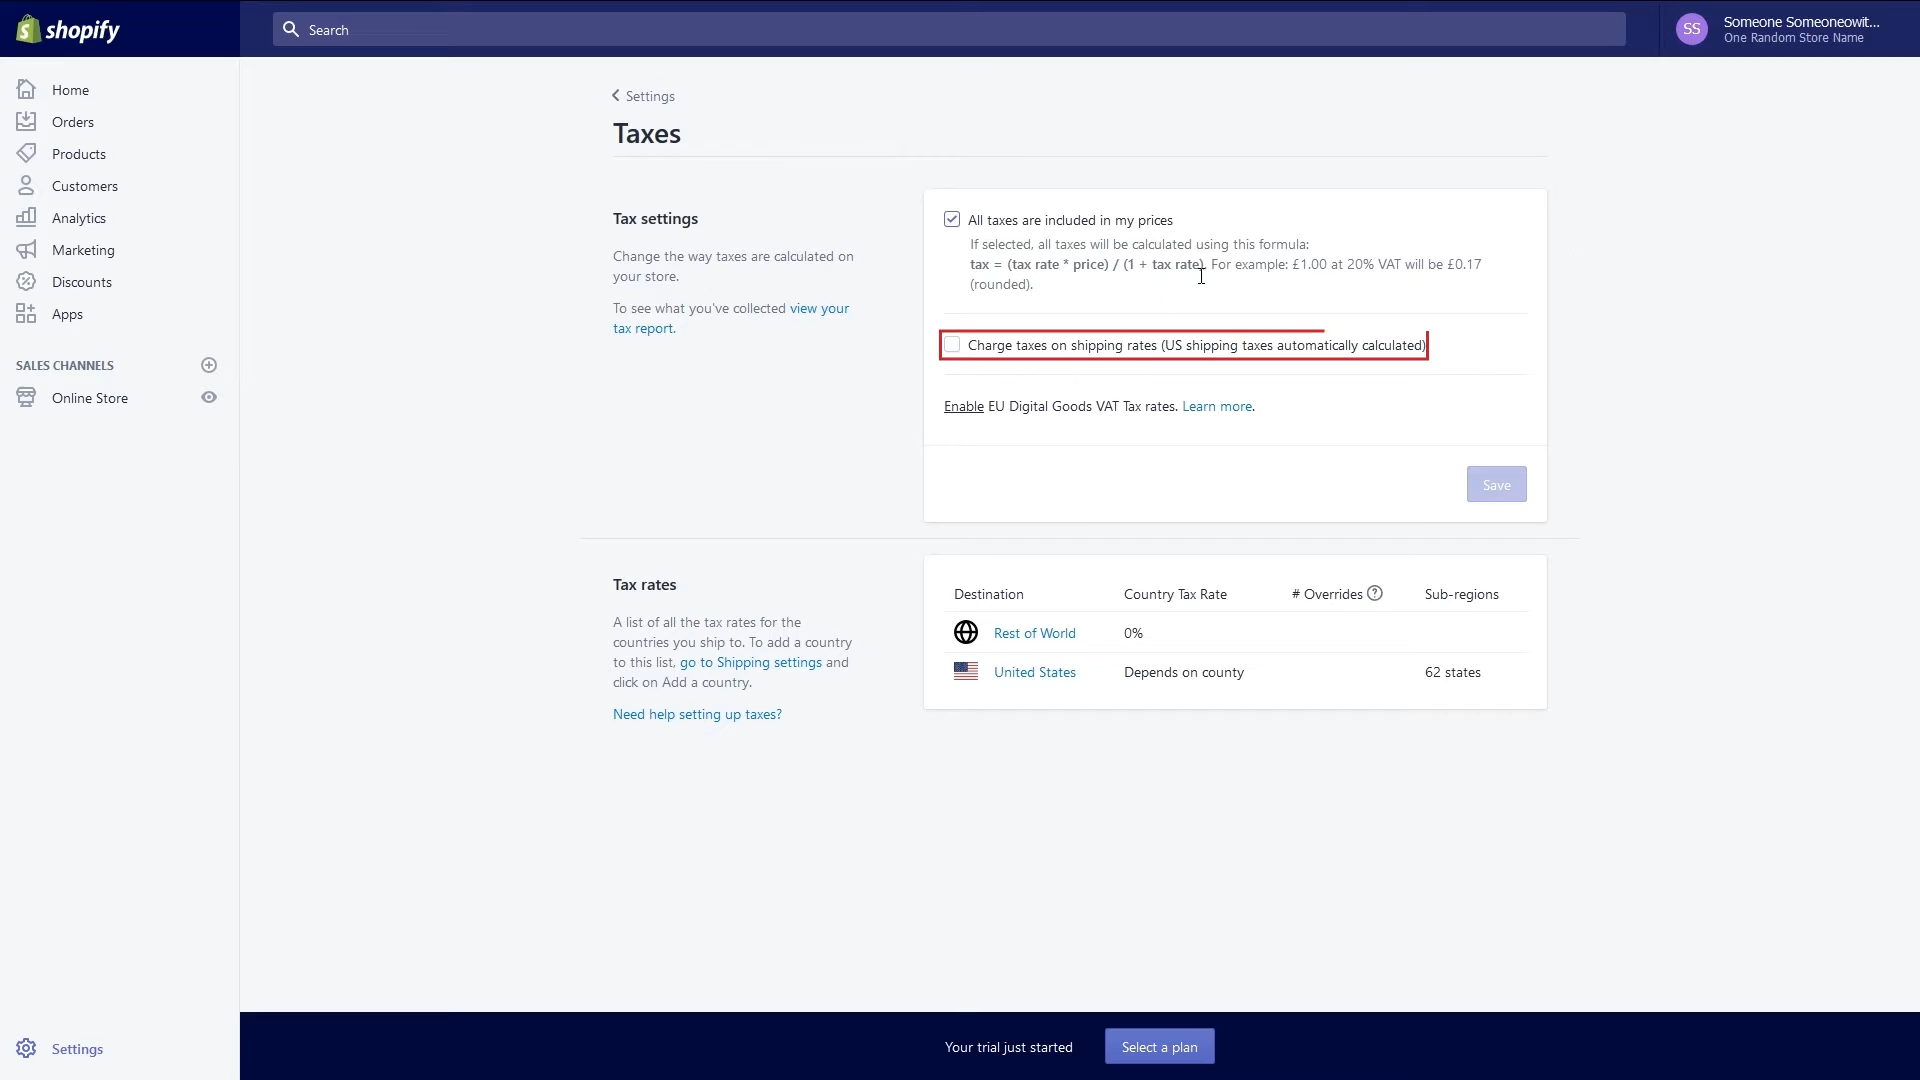 shopify
Search
SS
Someone Someoneowit...
One Random Store Name
Home
Orders
Products
Customers
Analytics
Marketing
Discounts
Apps
SALES CHANNELS
Online Store
Settings
Settings
Taxes
Tax settings
Change the way taxes are calculated on
your store.
To see what you've collected view your
tax report.
All taxes are included in my prices
If selected, all taxes will be calculated using this formula:
tax = (tax rate * price) / (1 + tax rate). For example: £1.00 at 20% VAT will be £0.17
(rounded).
Charge taxes on shipping rates (US shipping taxes automatically calculated)
Enable EU Digital Goods VAT Tax rates. Learn more.
Save
Tax rates
A list of all the tax rates for the
countries you ship to. To add a country
to this list, go to Shipping settings and
click on Add a country.
Need help setting up taxes?
Destination Country Tax Rate # Overrides ? Sub-regions
Rest of World 0%
United States Depends on county 62 states
Your trial just started Select a plan